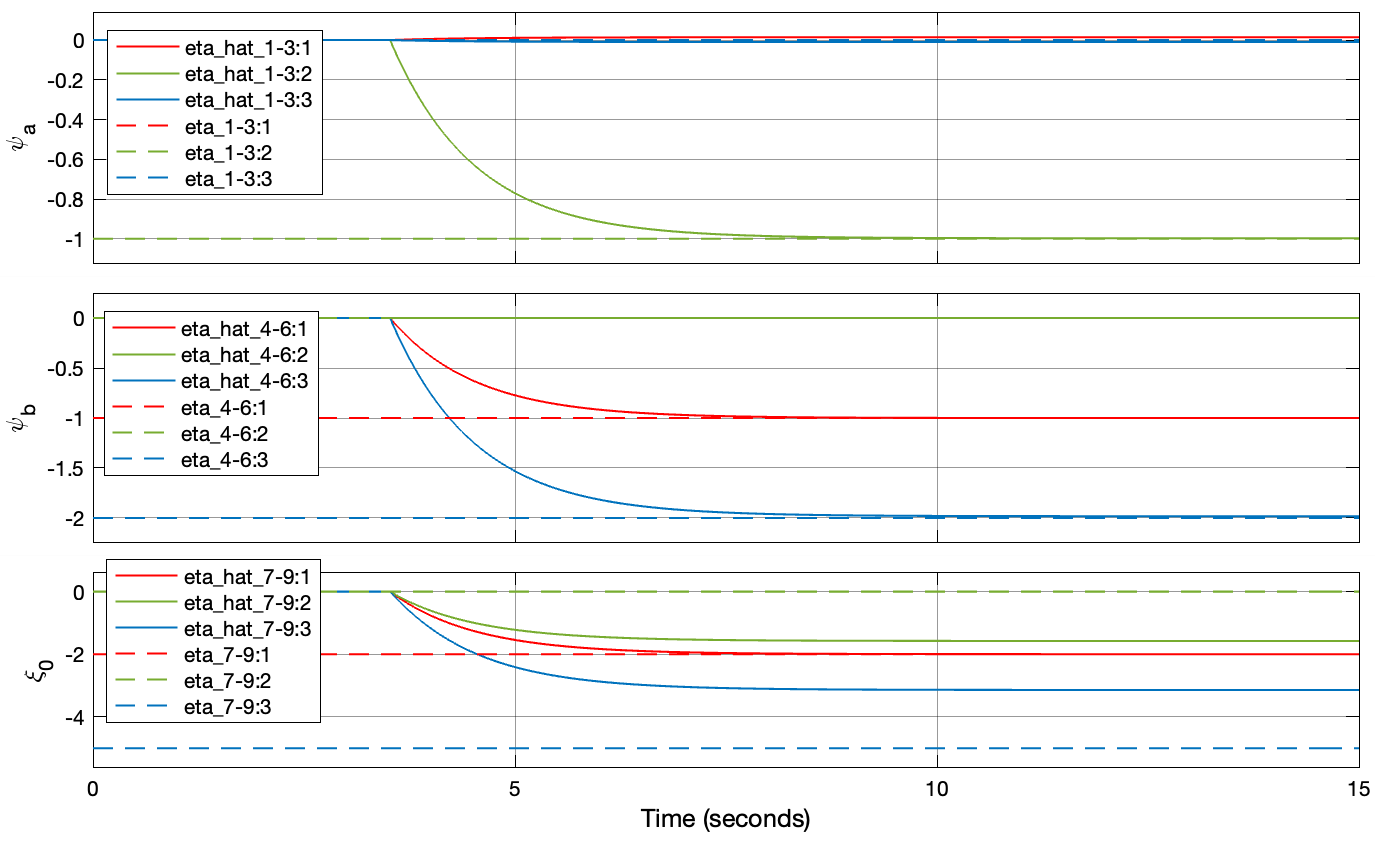 0
-0.2
-0.4
-0.6
-0.8
-1
ψa
eta_hat_1-3:1
eta_hat_1-3:2
eta_hat_1-3:3
eta_1-3:1
eta_1-3:2
eta_1-3:3
0
-0.5
-1
-1.5
-2
ψb
eta_hat_4-6:1
eta_hat_4-6:2
eta_hat_4-6:3
eta_4-6:1
eta_4-6:2
eta_4-6:3
0
-2
-4
ξ0
eta_hat_7-9:1
eta_hat_7-9:2
eta_hat_7-9:3
eta_7-9:1
eta_7-9:2
eta_7-9:3
0 5 10 15
Time (seconds)